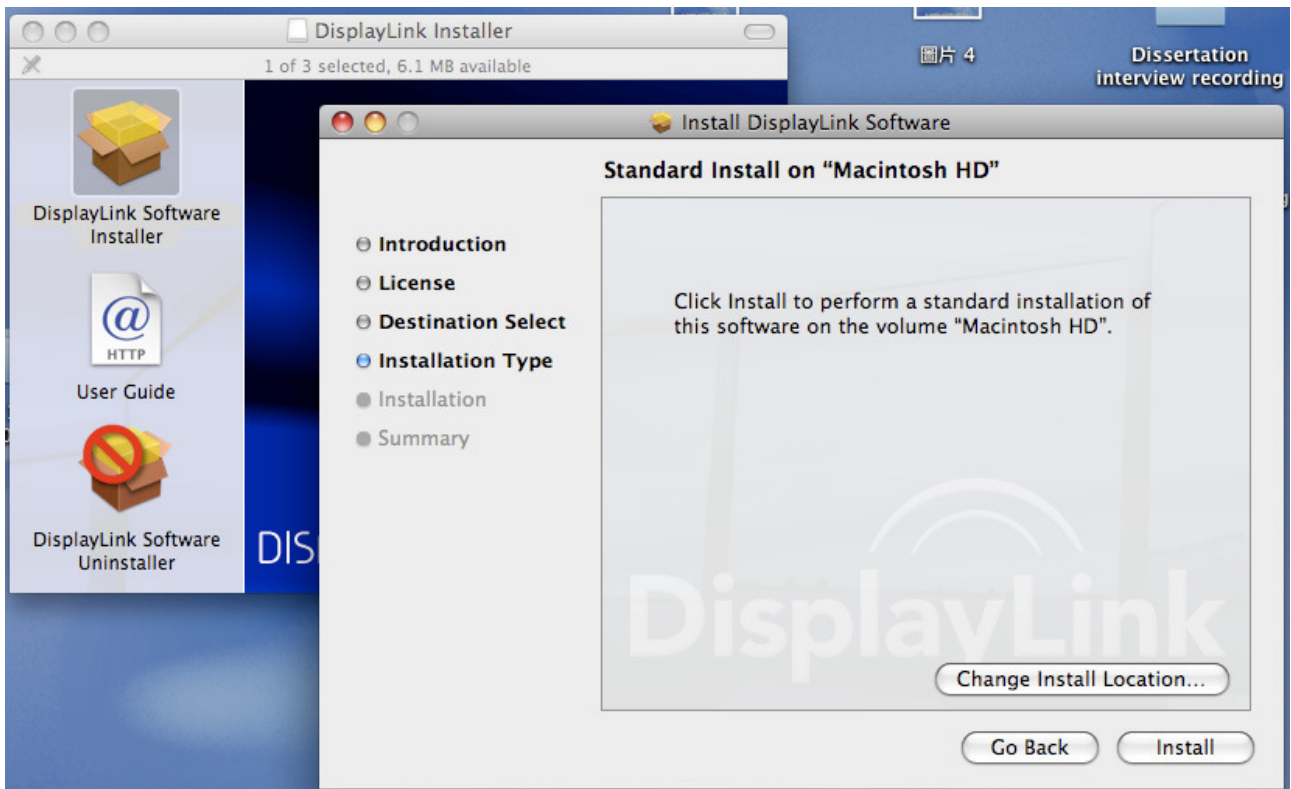 DisplayLink Installer
1 of 3 selected, 6.1 MB available
DisplayLink Software
Installer
HTTP
User Guide
DisplayLink Software
Uninstaller
圖片 4
Dissertation
interview recording
Install DisplayLink Software
Standard Install on “Macintosh HD”
Introduction
License
Destination Select
Installation Type
Installation
Summary
Click Install to perform a standard installation of
this software on the volume “Macintosh HD”.
DisplayLink
Change Install Location...
Go Back
Install